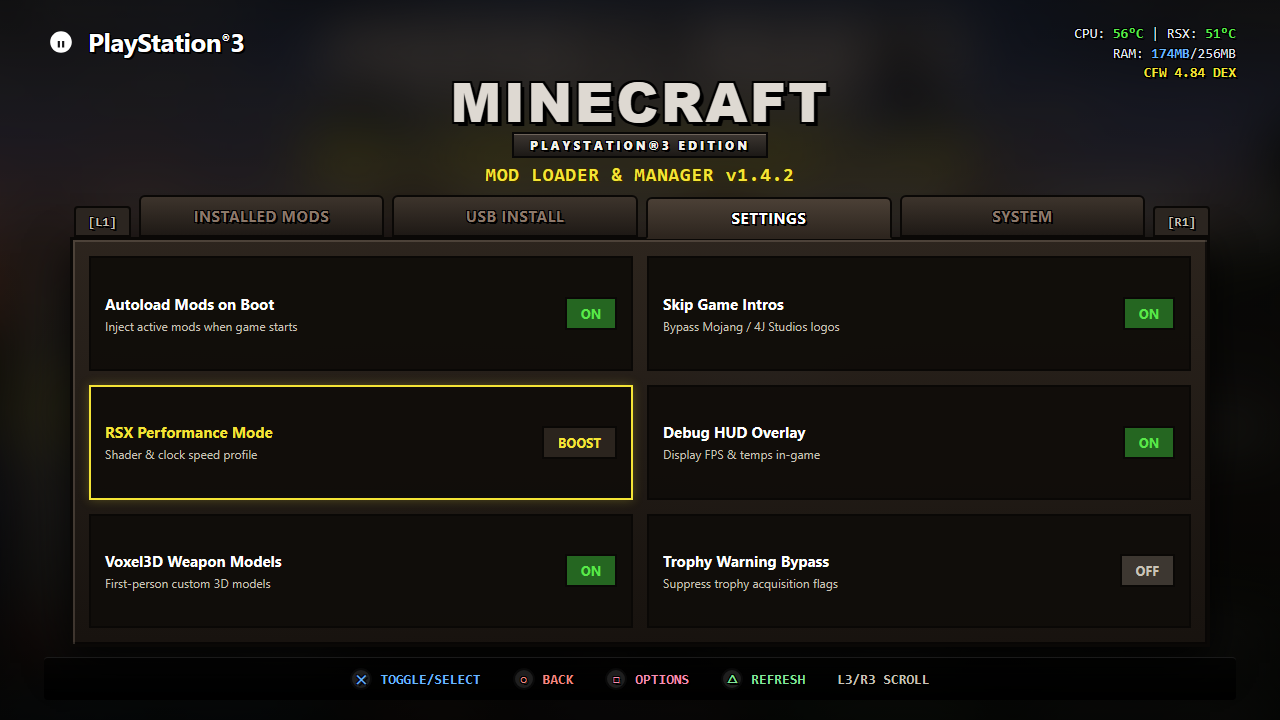 PlayStation®3
CPU: 56°C | RSX: 51°C
RAM: 174MB/256MB
CFW 4.84 DEX
MINECRAFT
PLAYSTATION®3 EDITION
MOD LOADER & MANAGER v1.4.2
[L1] INSTALLED MODS USB INSTALL SETTINGS SYSTEM [R1]
Autoload Mods on Boot
Inject active mods when game starts
ON
Skip Game Intros
Bypass Mojang / 4J Studios logos
ON
RSX Performance Mode
Shader & clock speed profile
BOOST
Debug HUD Overlay
Display FPS & temps in-game
ON
Voxel3D Weapon Models
First-person custom 3D models
ON
Trophy Warning Bypass
Suppress trophy acquisition flags
OFF
TOGGLE/SELECT BACK OPTIONS REFRESH L3/R3 SCROLL